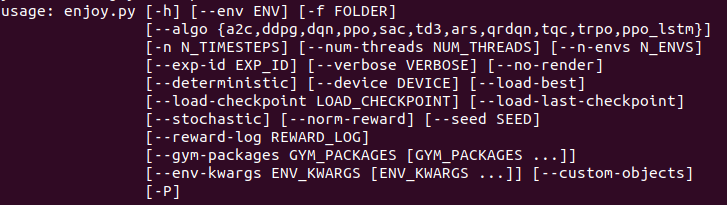 usage: enjoy.py [-h] [--env ENV] [-f FOLDER]
[--algo {a2c,ddpg,dqn,ppo,sac,td3,ars,qrdqn,tqc,trpo,ppo_lstm}]
[-n N_TIMESTEPS] [--num-threads NUM_THREADS] [--n-envs N_ENVS]
[--exp-id EXP_ID] [--verbose VERBOSE] [--no-render]
[--deterministic] [--device DEVICE] [--load-best]
[--load-checkpoint LOAD_CHECKPOINT] [--load-last-checkpoint]
[--stochastic] [--norm-reward] [--seed SEED]
[--reward-log REWARD_LOG]
[--gym-packages GYM_PACKAGES [GYM_PACKAGES ...]]
[--env-kwargs ENV_KWARGS [ENV_KWARGS ...]] [--custom-objects]
[-P]